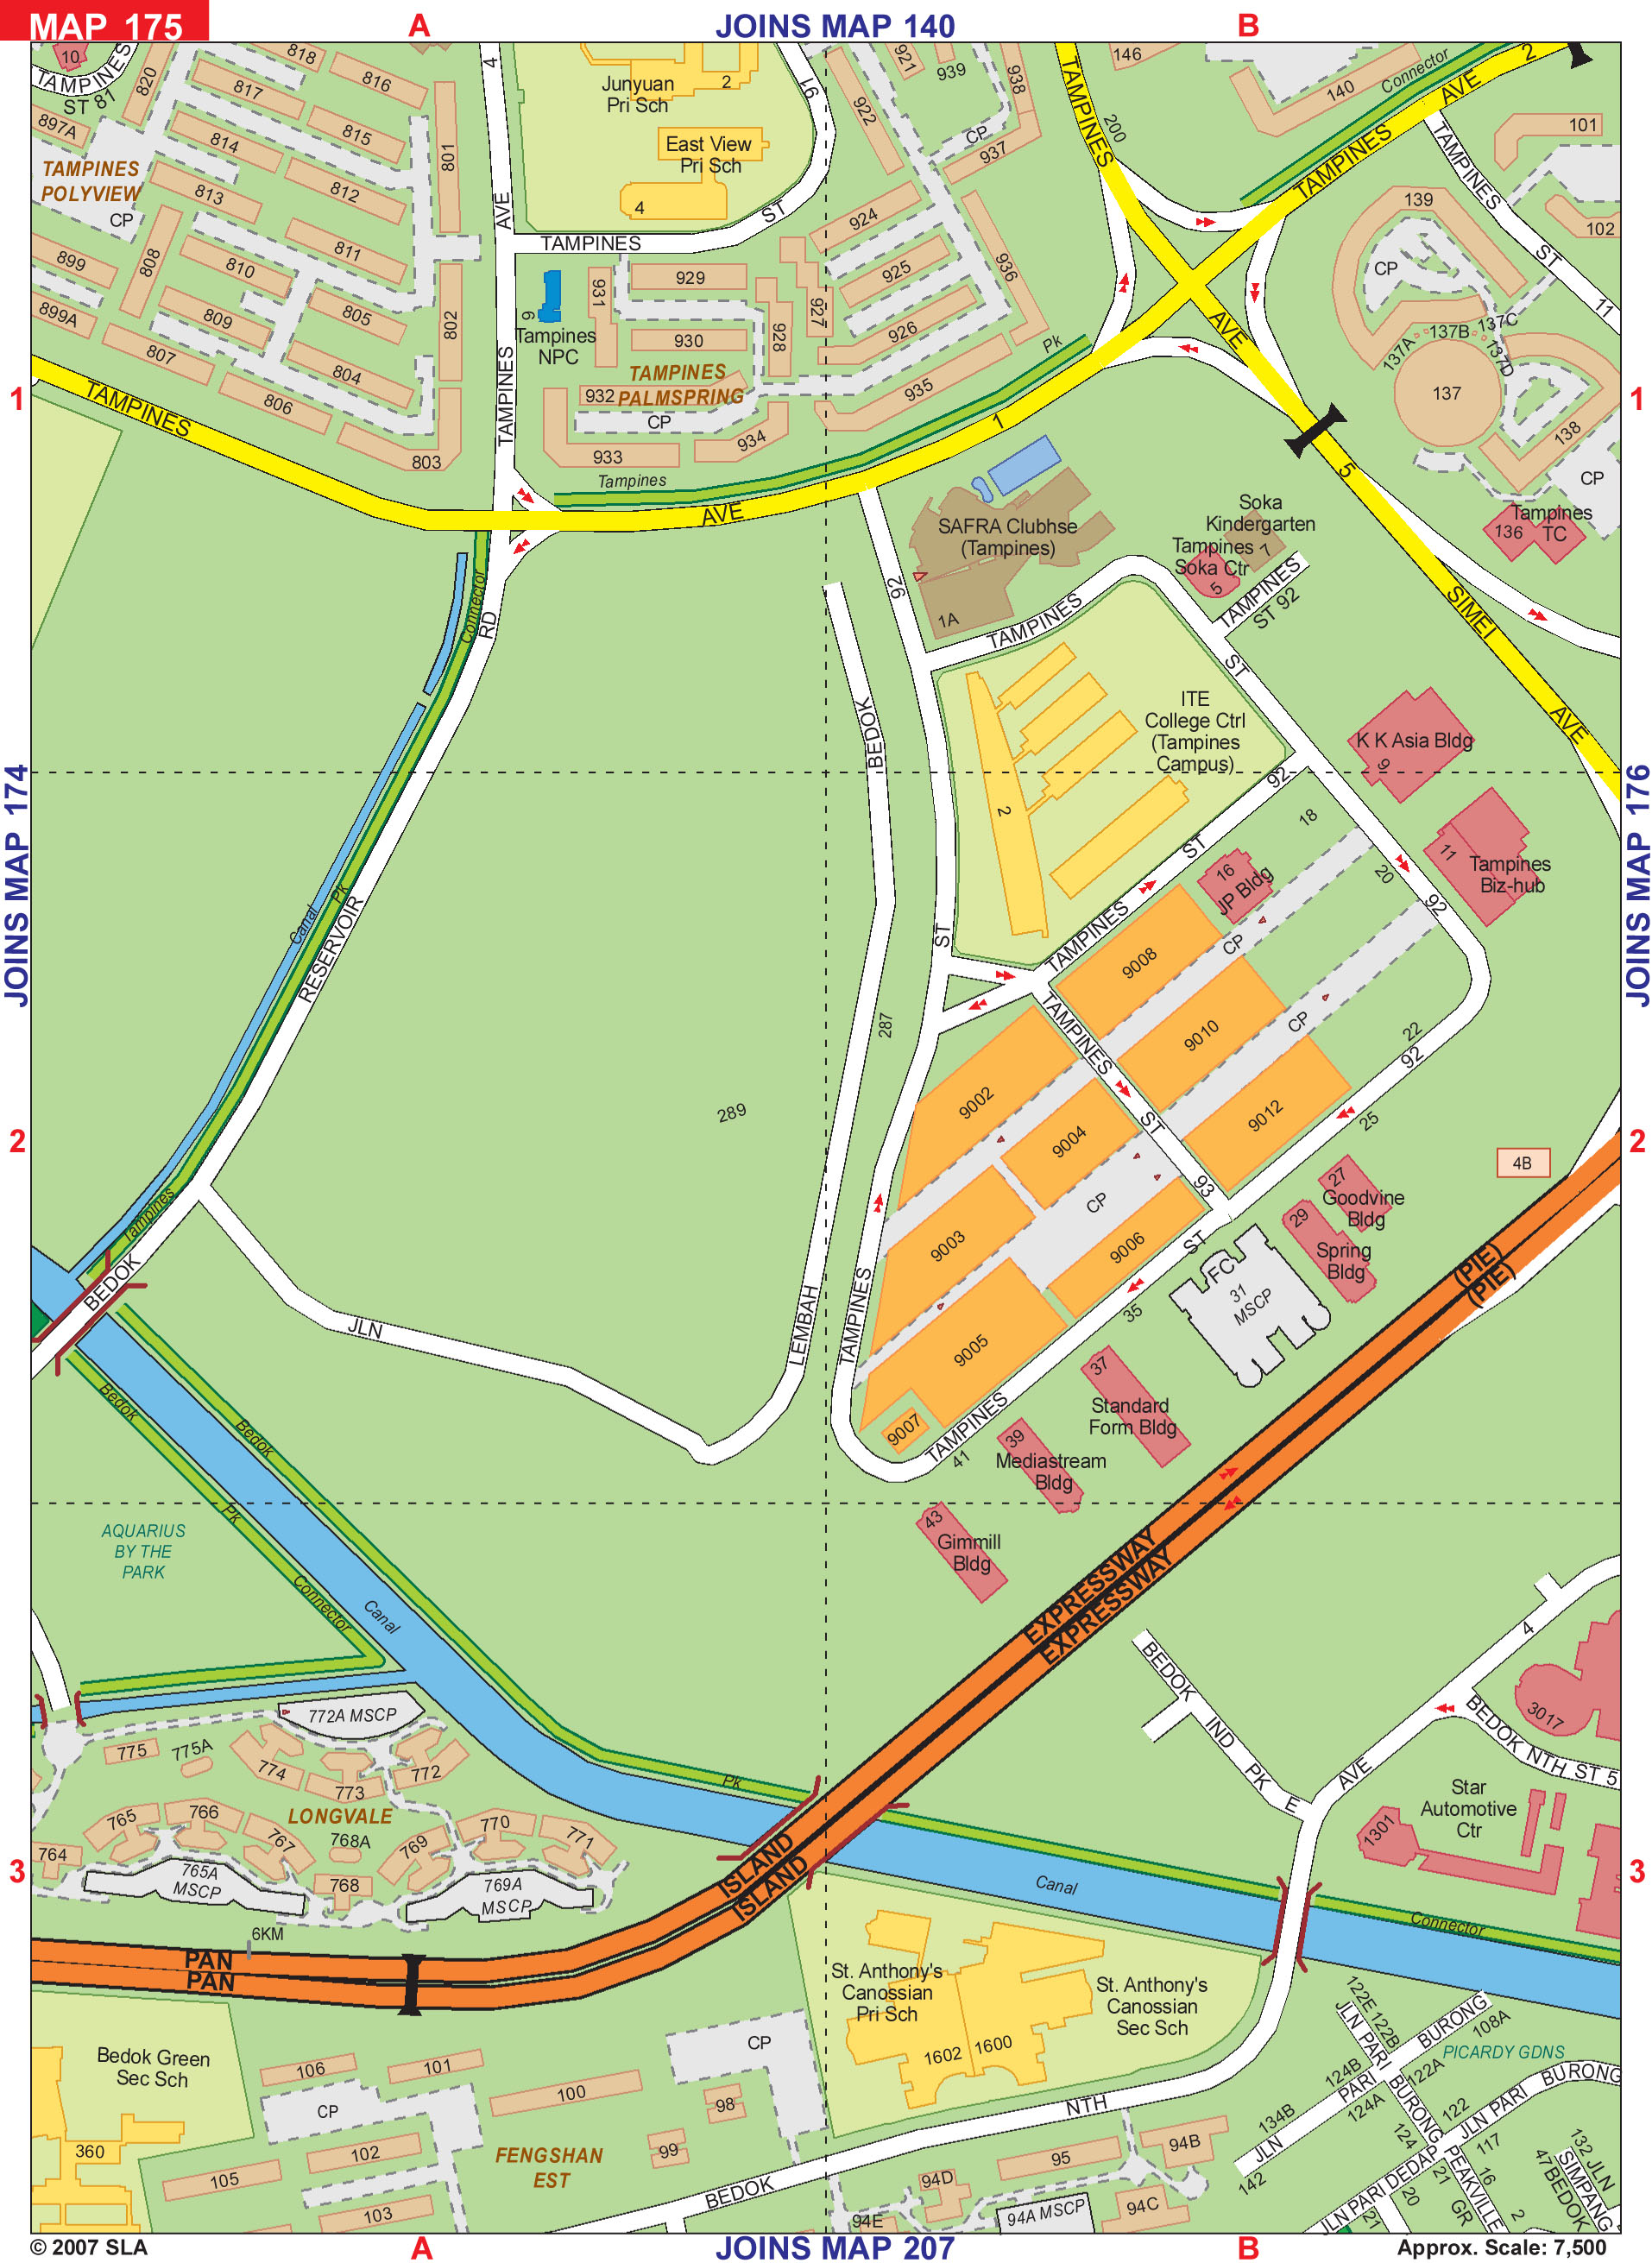 MAP 175
A
JOINS MAP 140
B
10
TAMPINES
ST 81
820
818
816
817
815
814
897A
TAMPINES
POLYVIEW
CP
813
812
801
808
811
810
899
899A
809
805
802
807
804
806
803
4
AVE
TAMPINES
Junyuan
Pri Sch
2
East View
Pri Sch
4
16
ST
TAMPINES
9
Tampines
NPC
931
929
930
928
927
TAMPINES
PALMSPRING
932
CP
933
934
921
939
938
922
CP
937
924
925
926
936
935
TAMPINES
200
146
140
Connector
AVE
2
TAMPINES
101
102
TAMPINES
ST
11
139
CP
137A
137B
137C
137D
137
138
CP
Tampines
TC
136
AVE
5
SIMEI
AVE
1
1
TAMPINES
AVE
1
Tampines
Pk
SAFRA Clubhse
(Tampines)
1A
92
Soka
Kindergarten
7
Tampines
Soka Ctr
5
TAMPINES
ST 92
TAMPINES
ST
ITE
College Ctrl
(Tampines
Campus)
2
K K Asia Bldg
9
Tampines
Biz-hub
11
18
20
92
16
JP Bldg
92
ST
TAMPINES
BEDOK
Connector
RD
Canal
Pk
RESERVOIR
JOINS MAP 174
JOINS MAP 176
ST
9008
CP
9010
CP
9012
22
92
25
TAMPINES
ST
93
287
289
9002
9004
CP
9003
9006
9005
9007
2
2
4B
27
Goodvine
Bldg
29
Spring
Bldg
FC
31
MSCP
ST
35
37
Standard
Form Bldg
TAMPINES
41
39
Mediastream
Bldg
43
Gimmill
Bldg
(PIE)
(PIE)
Tampines
BEDOK
JLN
LEMBAH
TAMPINES
Bedok
Bedok
Pk
Connector
Canal
AQUARIUS
BY THE
PARK
EXPRESSWAY
EXPRESSWAY
772A MSCP
775
775A
774
773
772
LONGVALE
765
766
767
768A
769
770
771
764
765A
MSCP
768
769A
MSCP
Pk
ISLAND
ISLAND
3
3
6KM
PAN
PAN
BEDOK
IND
PK
E
AVE
4
3017
BEDOK NTH ST 5
Star
Automotive
Ctr
1301
Canal
Connector
St. Anthony's
Canossian
Pri Sch
St. Anthony's
Canossian
Sec Sch
1602
1600
Bedok Green
Sec Sch
360
106
101
CP
102
105
103
100
FENGSHAN
EST
CP
98
99
BEDOK
NTH
95
94B
94D
94A MSCP
94C
94E
122E
122B
JLN PARI
BURONG
108A
PICARDY GDNS
124B
122A
PARI
BURONG
124A
122
134B
JLN
142
124
JLN PARI
BURONG
117
JLN PARI DEDAP
PEAKVILLE
GR
21
20
21
16
2
132
JLN
SIMPANG
47
BEDOK
© 2007 SLA
A
JOINS MAP 207
B
Approx. Scale: 7,500